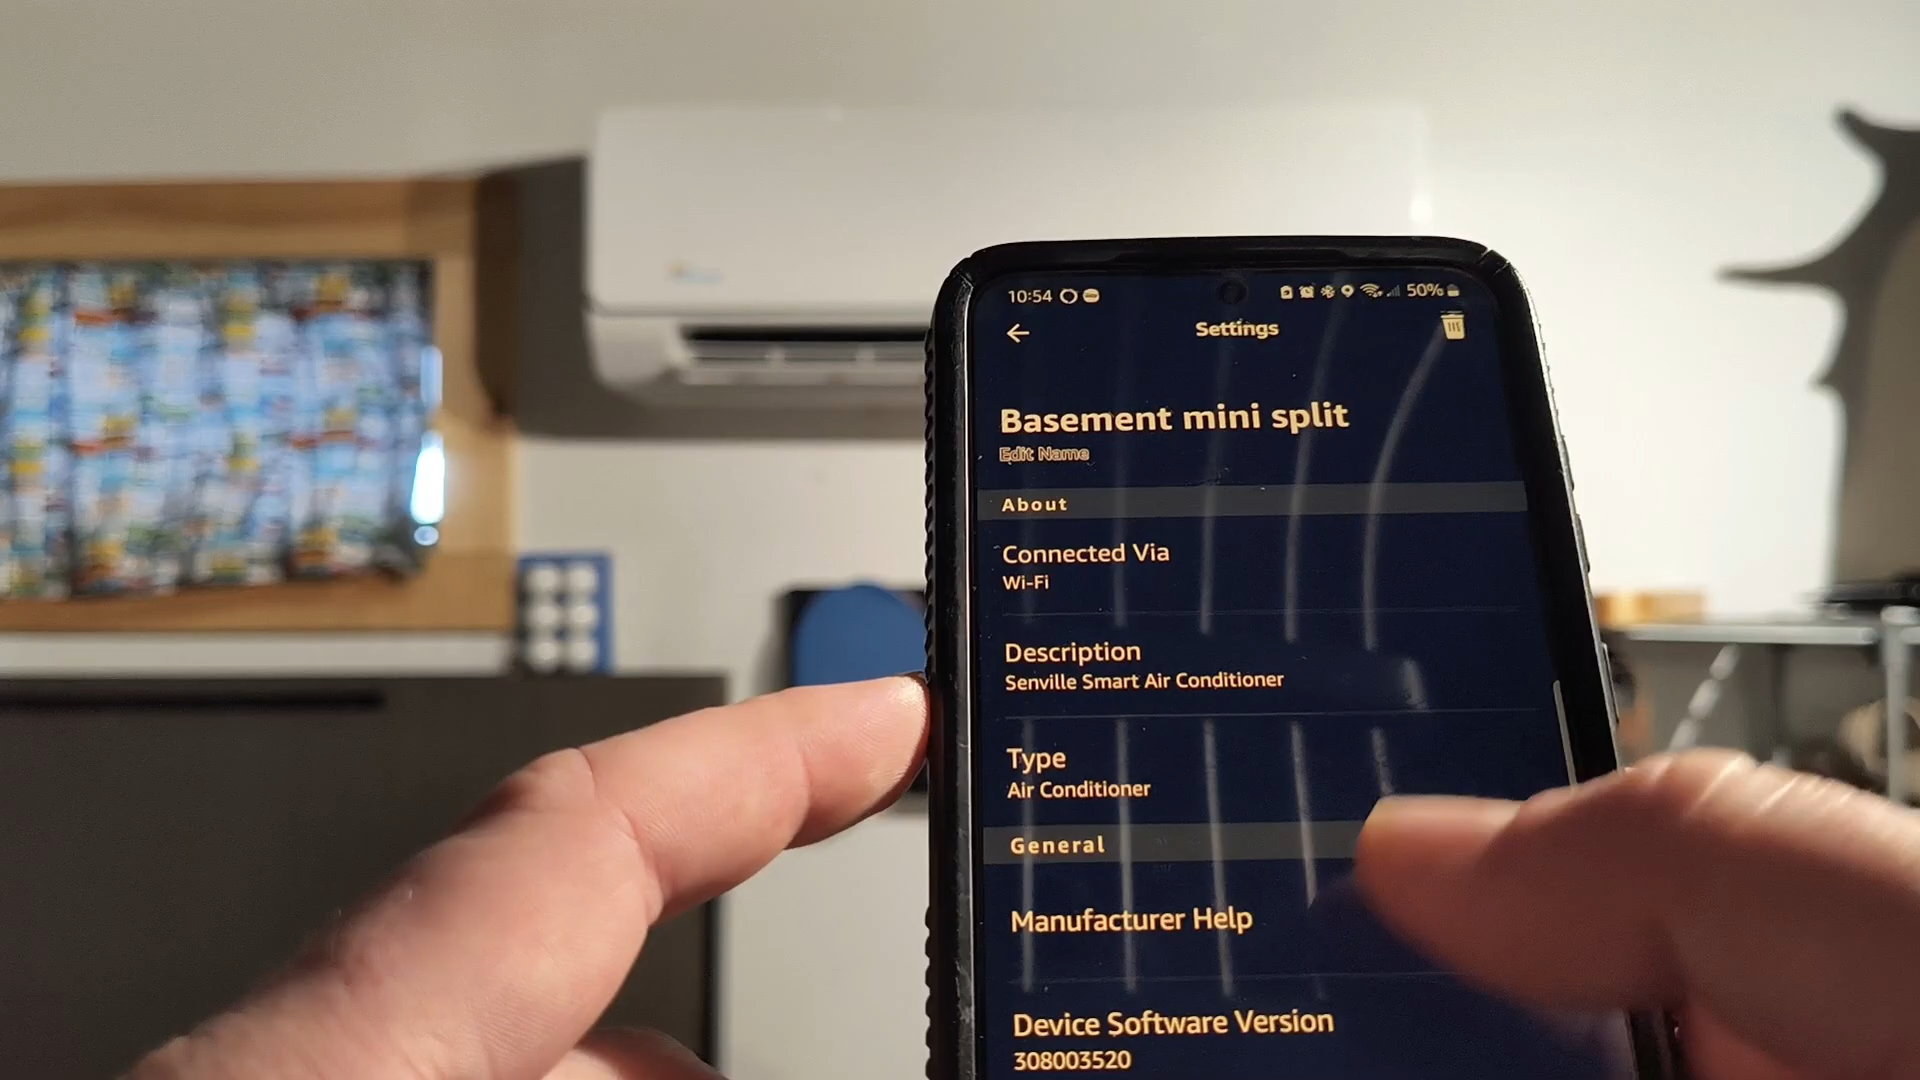 10:54 50%
Settings
Basement mini split
Edit Name
About
Connected Via
Wi-Fi
Description
Senville Smart Air Conditioner
Type
Air Conditioner
General
Manufacturer Help
Device Software Version
308003520